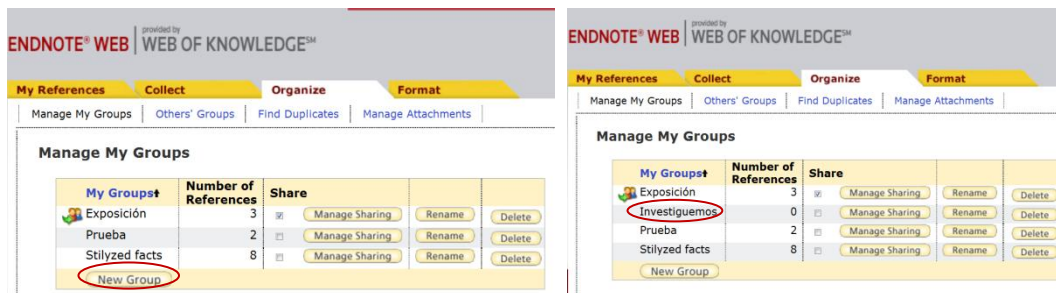 provided by
ENDNOTE® WEB | WEB OF KNOWLEDGE℠
My References Collect Organize Format
Manage My Groups | Others' Groups | Find Duplicates | Manage Attachments |
Manage My Groups
My Groups Number of References Share
Exposición 3 Manage Sharing Rename Delete
Prueba 2 Manage Sharing Rename Delete
Stilyzed facts 8 Manage Sharing Rename Delete
New Group
provided by
ENDNOTE® WEB | WEB OF KNOWLEDGE℠
My References Collect Organize Format
Manage My Groups | Others' Groups | Find Duplicates | Manage Attachments |
Manage My Groups
My Groups Number of References Share
Exposición 3 Manage Sharing Rename Delete
Investiguemos 0 Manage Sharing Rename Delete
Prueba 2 Manage Sharing Rename Delete
Stilyzed facts 8 Manage Sharing Rename Delete
New Group